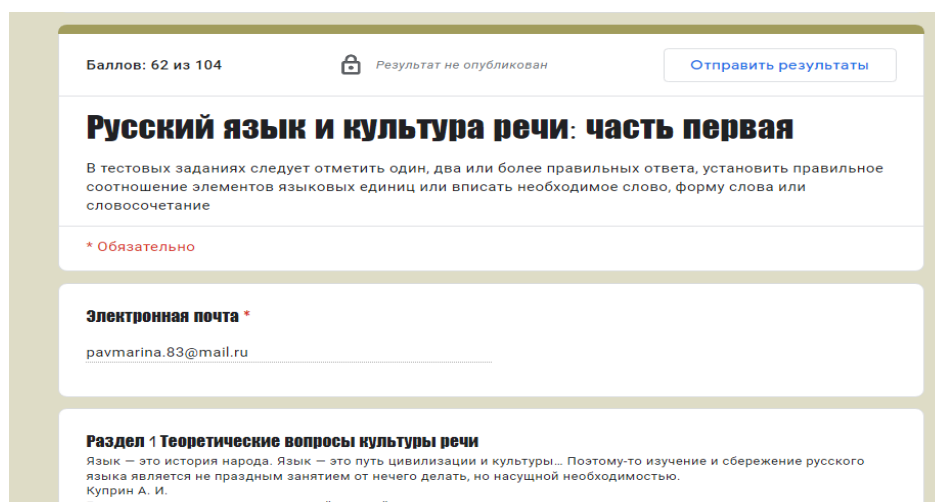 Баллов: 62 из 104 Результат не опубликован Отправить результаты
Русский язык и культура речи: часть первая
В тестовых заданиях следует отметить один, два или более правильных ответа, установить правильное
соотношение элементов языковых единиц или вписать необходимое слово, форму слова или
словосочетание
* Обязательно
Электронная почта *
pavmarina.83@mail.ru
Раздел 1 Теоретические вопросы культуры речи
Язык — это история народа. Язык — это путь цивилизации и культуры… Поэтому-то изучение и сбережение русского
языка является не праздным занятием от нечего делать, но насущной необходимостью.
Куприн А. И.